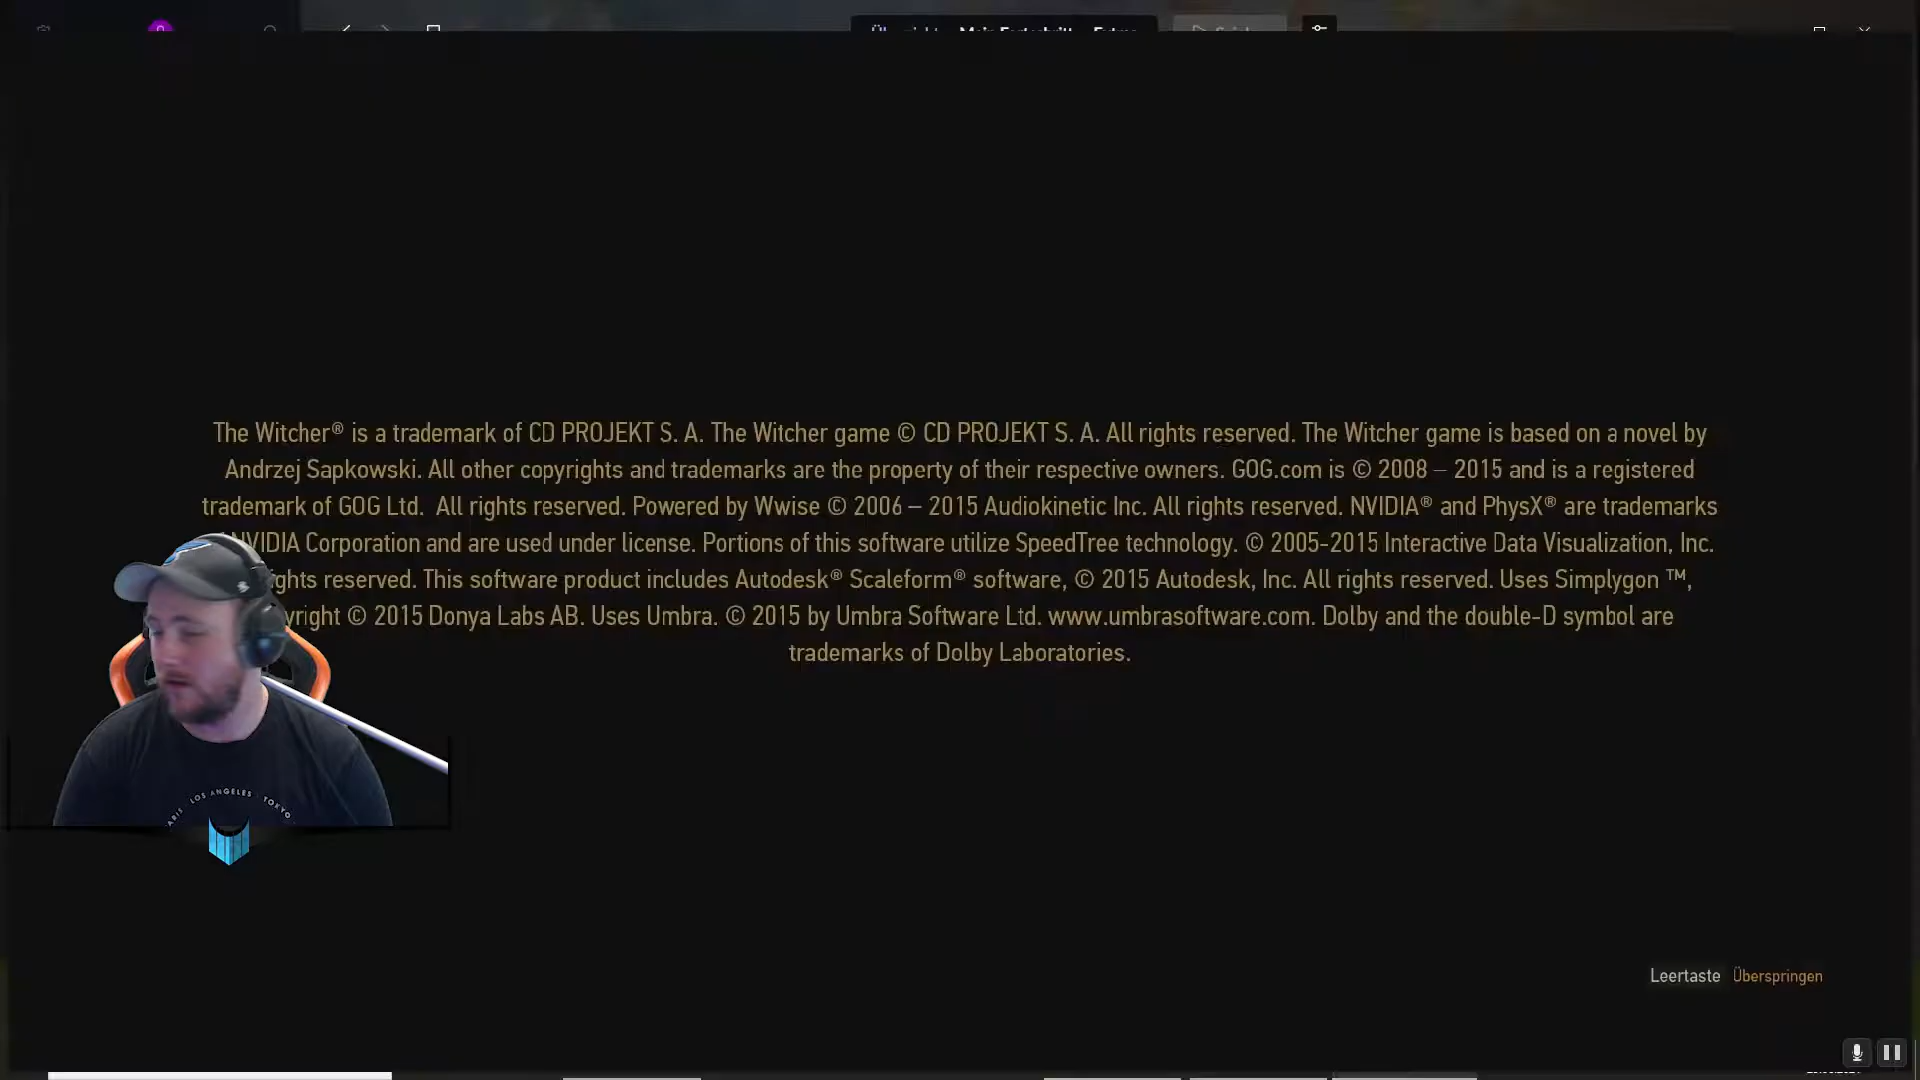 Mein Fortschritt
The Witcher® is a trademark of CD PROJEKT S. A. The Witcher game © CD PROJEKT S. A. All rights reserved. The Witcher game is based on a novel by
Andrzej Sapkowski. All other copyrights and trademarks are the property of their respective owners. GOG.com is © 2008 – 2015 and is a registered
trademark of GOG Ltd. All rights reserved. Powered by Wwise © 2006 – 2015 Audiokinetic Inc. All rights reserved. NVIDIA® and PhysX® are trademarks
NVIDIA Corporation and are used under license. Portions of this software utilize SpeedTree technology. © 2005-2015 Interactive Data Visualization, Inc.
ghts reserved. This software product includes Autodesk® Scaleform® software, © 2015 Autodesk, Inc. All rights reserved. Uses Simplygon ™,
yright © 2015 Donya Labs AB. Uses Umbra. © 2015 by Umbra Software Ltd. www.umbrasoftware.com. Dolby and the double-D symbol are
trademarks of Dolby Laboratories.
ARIS · LOS ANGELES · TOKYO
Leertaste Überspringen